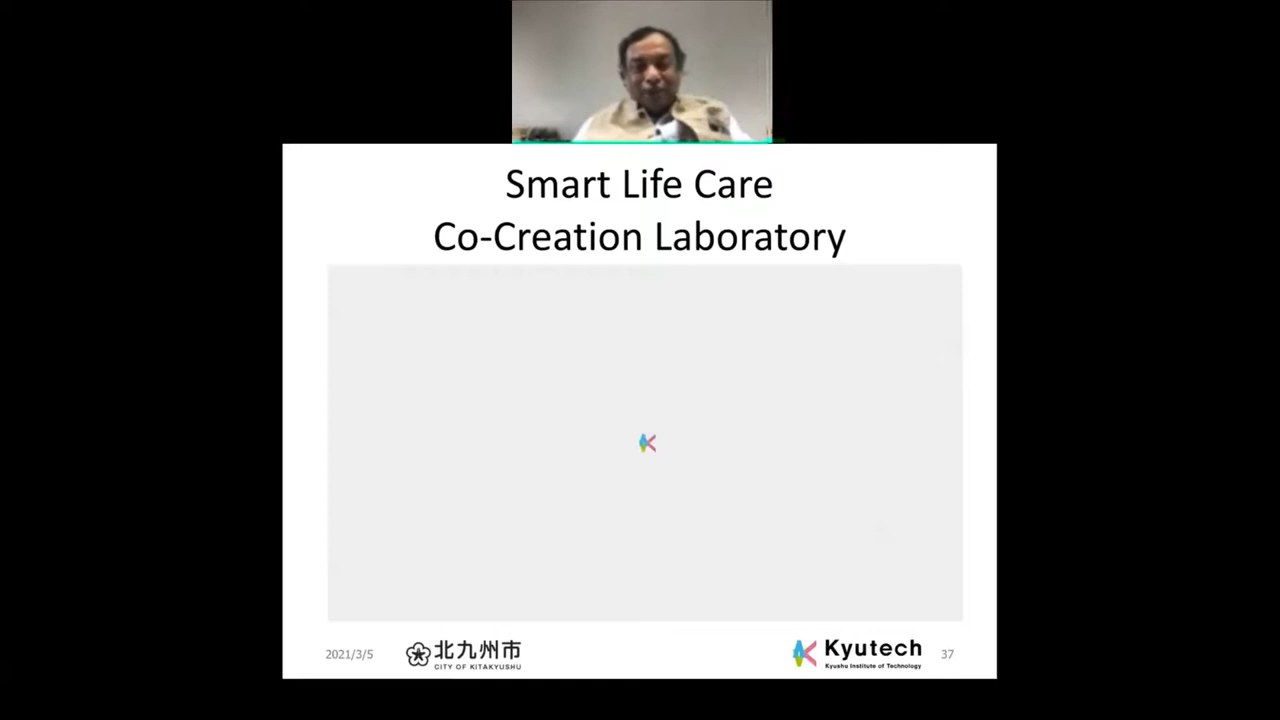 Smart Life Care
Co-Creation Laboratory
2021/3/5
北九州市
CITY OF KITAKYUSHU
Kyutech
Kyushu Institute of Technology
37